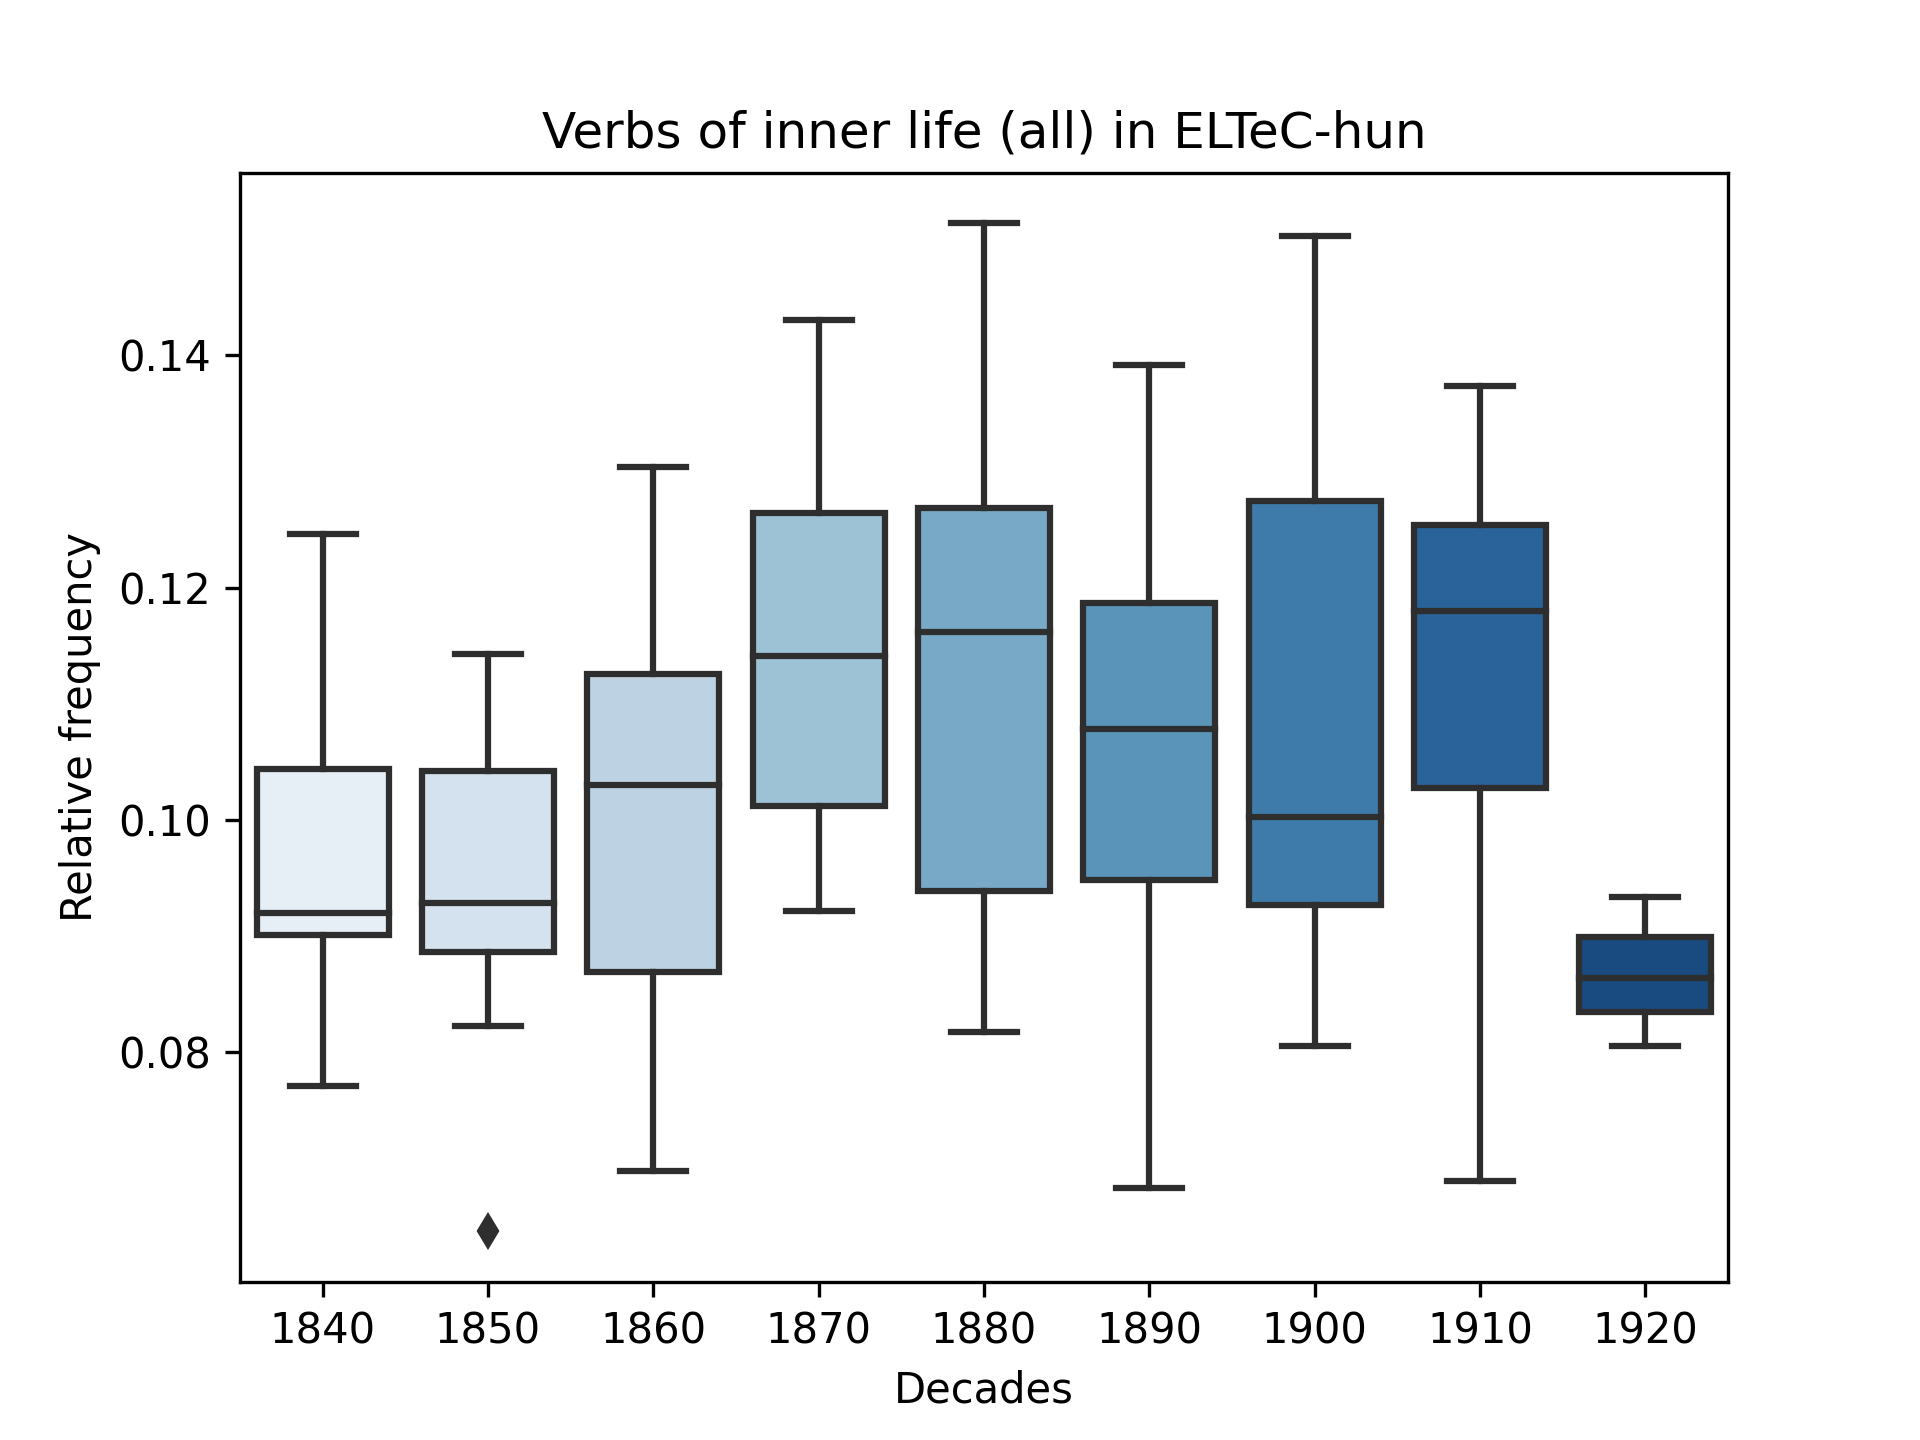 Verbs of inner life (all) in ELTeC-hun
Relative frequency
0.14
0.12
0.10
0.08
1840 1850 1860 1870 1880 1890 1900 1910 1920
Decades